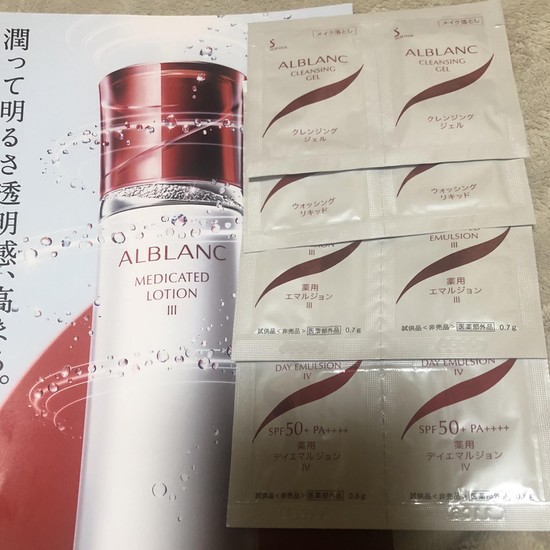 潤って明るさ透明感、高まる。
ALBLANC
MEDICATED
LOTION
III
メイク落とし
ALBLANC
CLEANSING
GEL
クレンジング
ジェル
メイク落とし
ALBLANC
CLEANSING
GEL
クレンジング
ジェル
ウォッシング
リキッド
ウォッシング
リキッド
EMULSION
III
薬用
エマルジョン
III
試供品<非売品> 医薬部外品 0.7g
EMULSION
III
薬用
エマルジョン
III
試供品<非売品> 医薬部外品 0.7g
DAY EMULSION
IV
SPF50+ PA++++
薬用
デイエマルジョン
IV
試供品<非売品> 医薬部外品 0.6g
DAY EMULSION
IV
SPF50+ PA++++
薬用
デイエマルジョン
IV
試供品<非売品> 医薬部外品